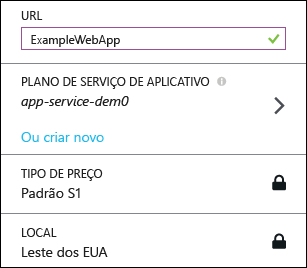 URL
ExampleWebApp
PLANO DE SERVIÇO DE APLICATIVO
app-service-dem0
Ou criar novo
TIPO DE PREÇO
Padrão S1
LOCAL
Leste dos EUA